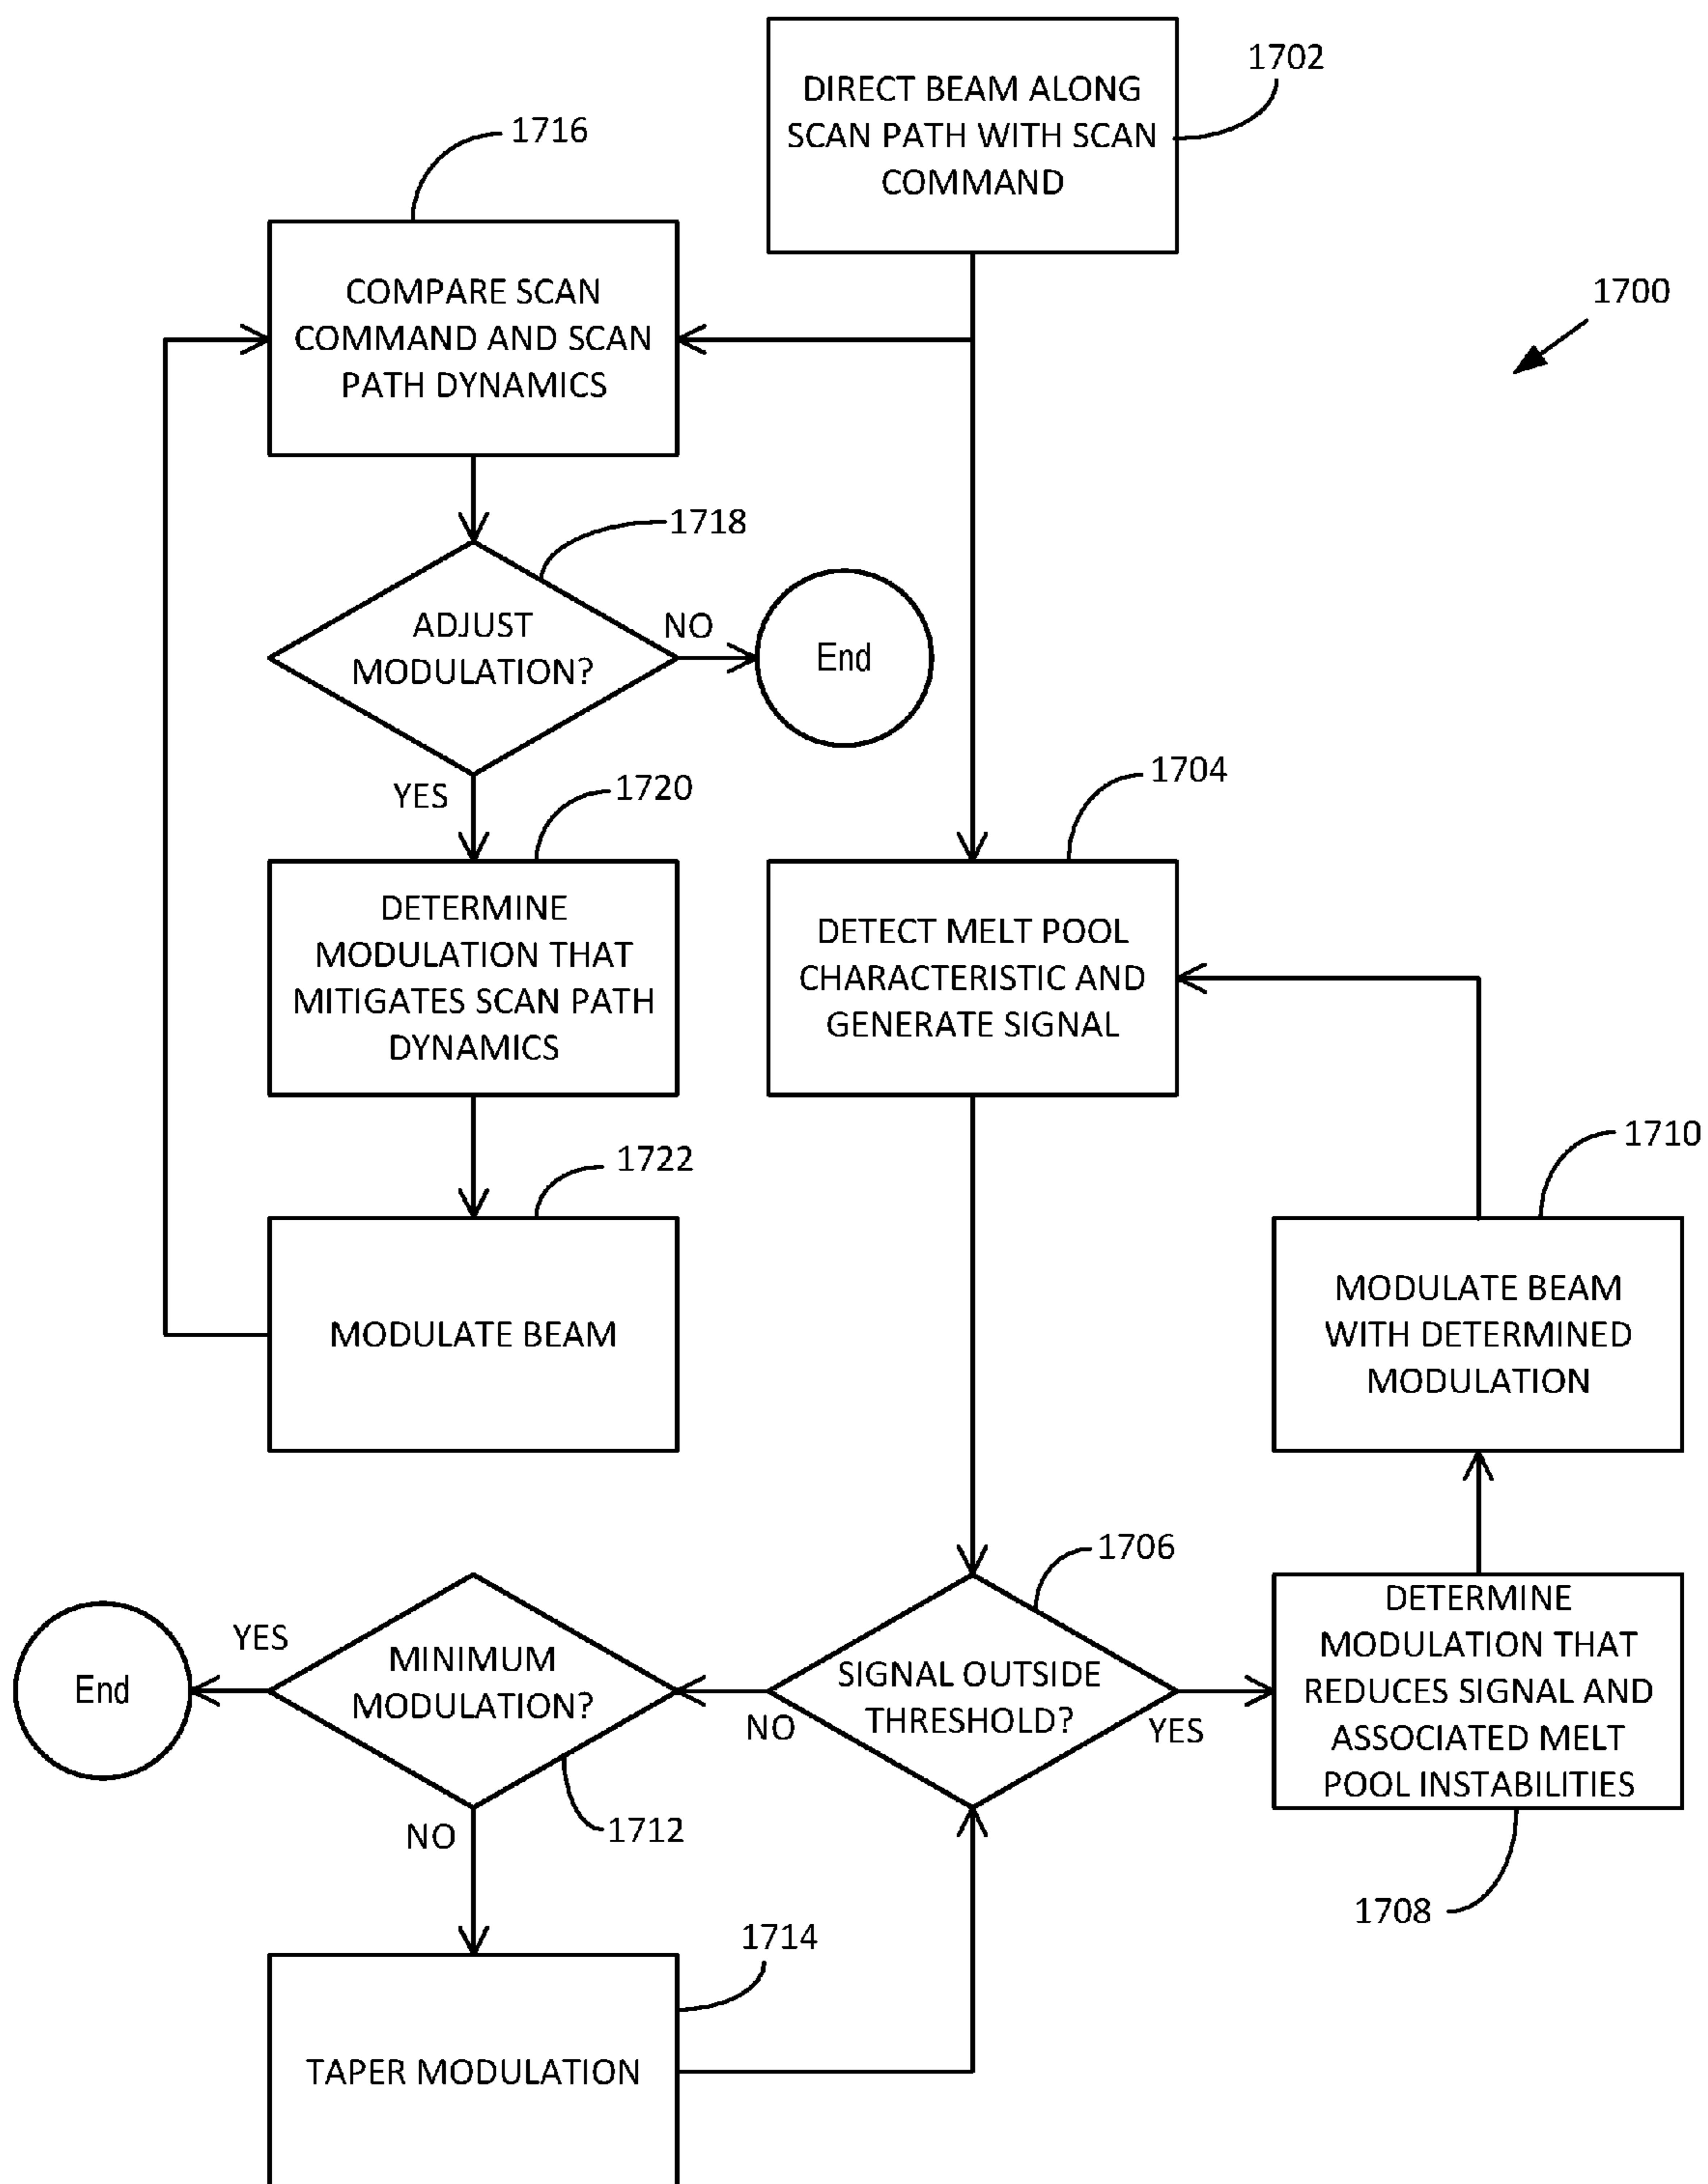 DIRECT BEAM ALONG
SCAN PATH WITH SCAN
COMMAND
1702
1716
COMPARE SCAN
COMMAND AND SCAN
PATH DYNAMICS
1700
1718
ADJUST
MODULATION?
NO
End
YES
1720
DETERMINE
MODULATION THAT
MITIGATES SCAN PATH
DYNAMICS
1704
DETECT MELT POOL
CHARACTERISTIC AND
GENERATE SIGNAL
1722
MODULATE BEAM
1710
MODULATE BEAM
WITH DETERMINED
MODULATION
1706
SIGNAL OUTSIDE
THRESHOLD?
NO
YES
DETERMINE
MODULATION THAT
REDUCES SIGNAL AND
ASSOCIATED MELT
POOL INSTABILITIES
1708
MINIMUM
MODULATION?
YES
End
NO
1712
1714
TAPER MODULATION